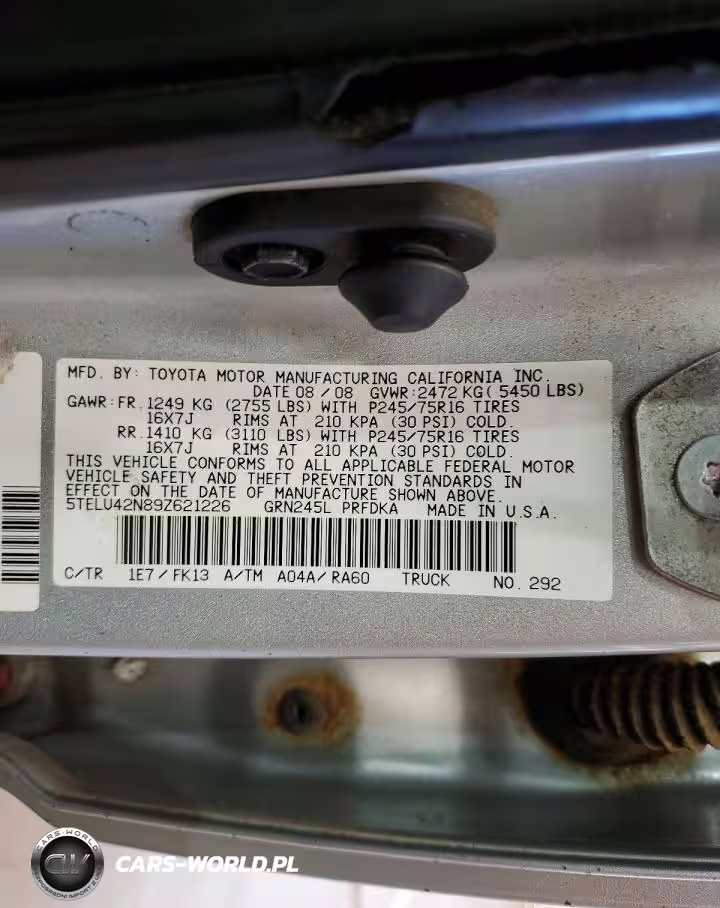 MFD. BY: TOYOTA MOTOR MANUFACTURING CALIFORNIA INC.
DATE 08 / 08 GVWR: 2472 KG ( 5450 LBS)
GAWR: FR. 1249 KG (2755 LBS) WITH P245/75R16 TIRES
16X7J RIMS AT 210 KPA (30 PSI) COLD.
RR. 1410 KG (3110 LBS) WITH P245/75R16 TIRES
16X7J RIMS AT 210 KPA (30 PSI) COLD.
THIS VEHICLE CONFORMS TO ALL APPLICABLE FEDERAL MOTOR
VEHICLE SAFETY AND THEFT PREVENTION STANDARDS IN
EFFECT ON THE DATE OF MANUFACTURE SHOWN ABOVE.
5TELU42N89Z621226 GRN245L PRFDKA MADE IN U.S.A.
C/TR 1E7 / FK13 A/TM A04A / RA60 TRUCK NO. 292
CARS-WORLD
CW
CARS-WORLD.PL